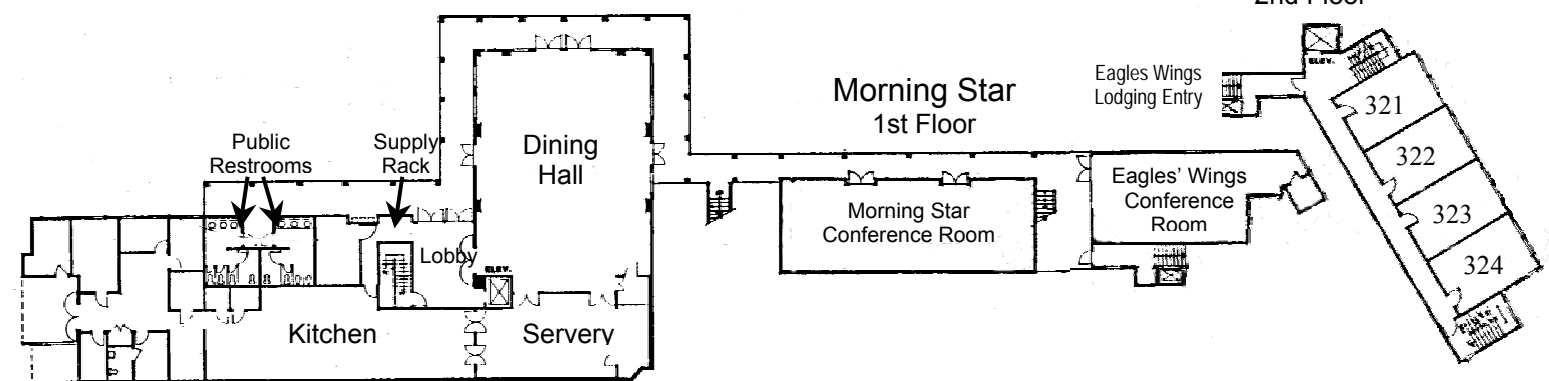 2nd Floor
Eagles Wings
Lodging Entry
ELEV.
321
322
323
324
Morning Star
1st Floor
Public
Restrooms
Supply
Rack
Dining
Hall
Lobby
ELEV.
Kitchen
Servery
Morning Star
Conference Room
Eagles' Wings
Conference
Room